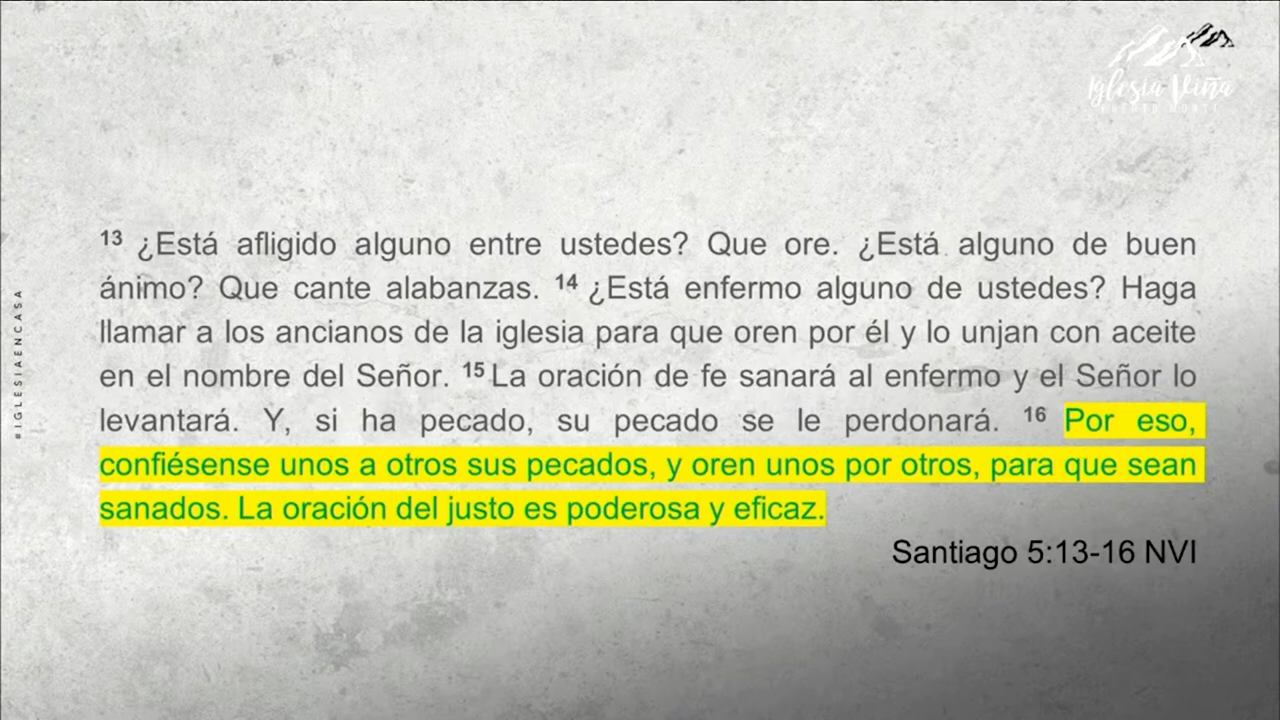 Iglesia Viña
#IGLESIAENCASA
13 ¿Está afligido alguno entre ustedes? Que ore. ¿Está alguno de buen
ánimo? Que cante alabanzas. 14 ¿Está enfermo alguno de ustedes? Haga
llamar a los ancianos de la iglesia para que oren por él y lo unjan con aceite
en el nombre del Señor. 15 La oración de fe sanará al enfermo y el Señor lo
levantará. Y, si ha pecado, su pecado se le perdonará. 16 Por eso,
confiésense unos a otros sus pecados, y oren unos por otros, para que sean
sanados. La oración del justo es poderosa y eficaz.
Santiago 5:13-16 NVI